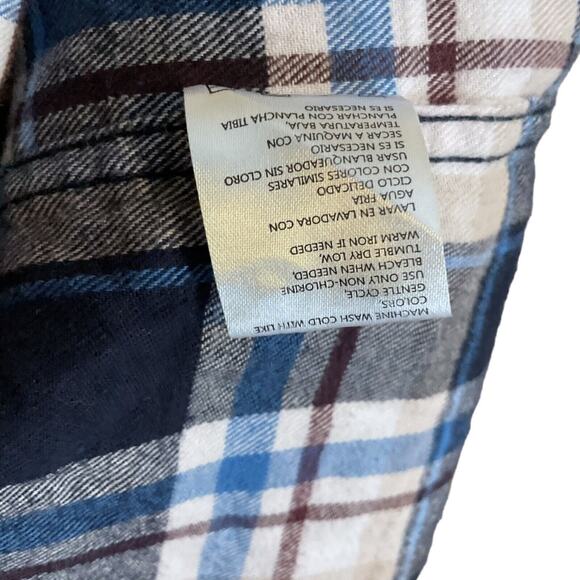 MACHINE WASH COLD WITH LIKE
COLORS,
GENTLE CYCLE,
USE ONLY NON-CHLORINE
BLEACH WHEN NEEDED,
TUMBLE DRY LOW,
WARM IRON IF NEEDED
LAVAR EN LAVADORA CON
AGUA FRIA
CICLO DELICADO
CON COLORES SIMILARES
USAR BLANQUEADOR SIN CLORO
SI ES NECESARIO
SECAR A MAQUINA CON
TEMPERATURA BAJA,
PLANCHAR CON PLANCHA TIBIA
SI ES NECESARIO